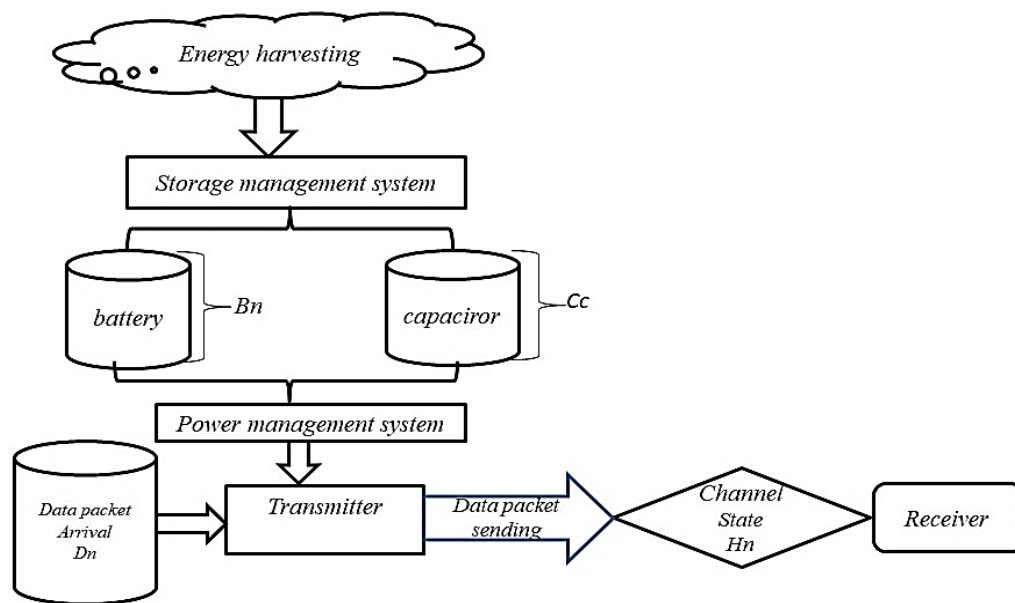 Energy harvesting
Storage management system
battery
Bn
capaciror
Cc
Power management system
Data packet
Arrival
Dn
Transmitter
Data packet
sending
Channel
State
Hn
Receiver